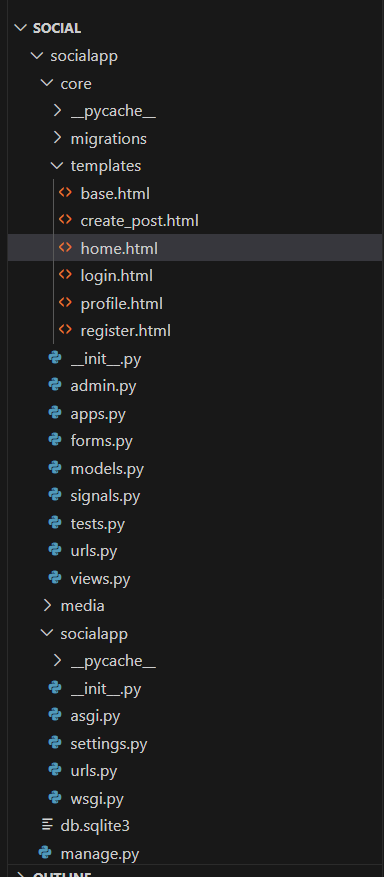 SOCIAL
socialapp
core
__pycache__
migrations
templates
base.html
create_post.html
home.html
login.html
profile.html
register.html
__init__.py
admin.py
apps.py
forms.py
models.py
signals.py
tests.py
urls.py
views.py
media
socialapp
__pycache__
__init__.py
asgi.py
settings.py
urls.py
wsgi.py
db.sqlite3
manage.py
OUTLINE